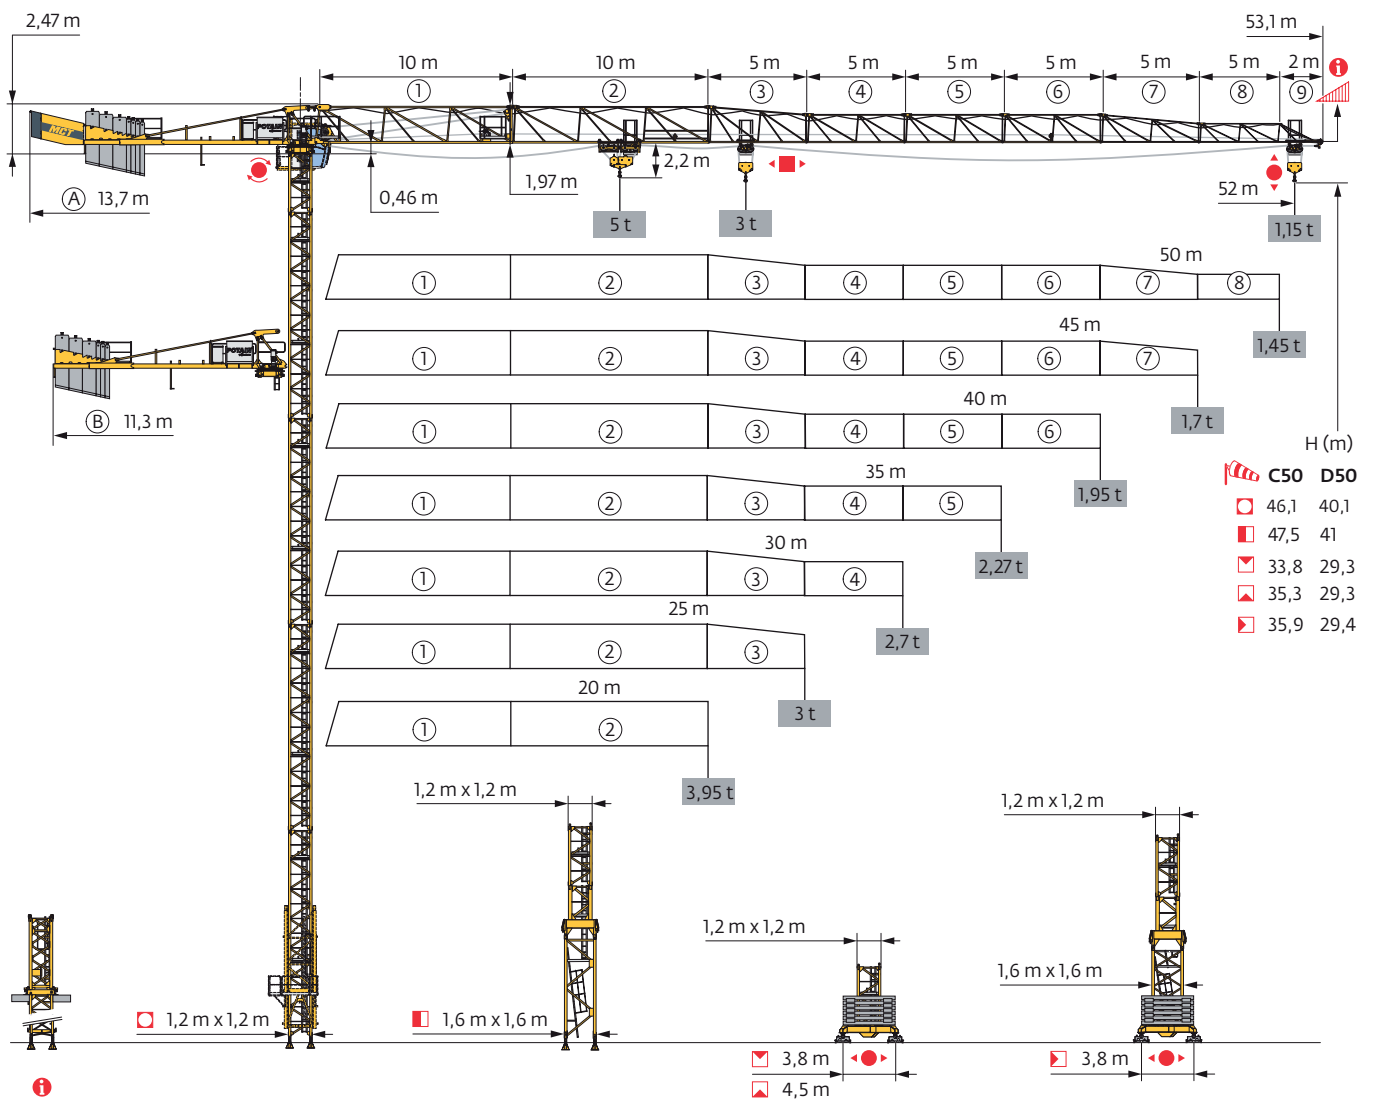 2,47 m
53,1 m
10 m
10 m
5 m
5 m
5 m
5 m
5 m
5 m
2 m
i
1
2
3
4
5
6
7
8
9
MCT
POTAIN
2,2 m
1,97 m
0,46 m
A 13,7 m
52 m
5 t
3 t
1,15 t
50 m
1
2
3
4
5
6
7
8
1,45 t
45 m
1
2
3
4
5
6
7
1,7 t
POTAIN
B 11,3 m
40 m
1
2
3
4
5
6
1,95 t
35 m
1
2
3
4
5
2,27 t
30 m
1
2
3
4
2,7 t
25 m
1
2
3
3 t
20 m
1
2
3,95 t
H (m)
C50 D50
46,1 40,1
47,5 41
33,8 29,3
35,3 29,3
35,9 29,4
1,2 m x 1,2 m
1,2 m x 1,2 m
1,2 m x 1,2 m
1,6 m x 1,6 m
1,2 m x 1,2 m
1,6 m x 1,6 m
3,8 m
4,5 m
3,8 m
i